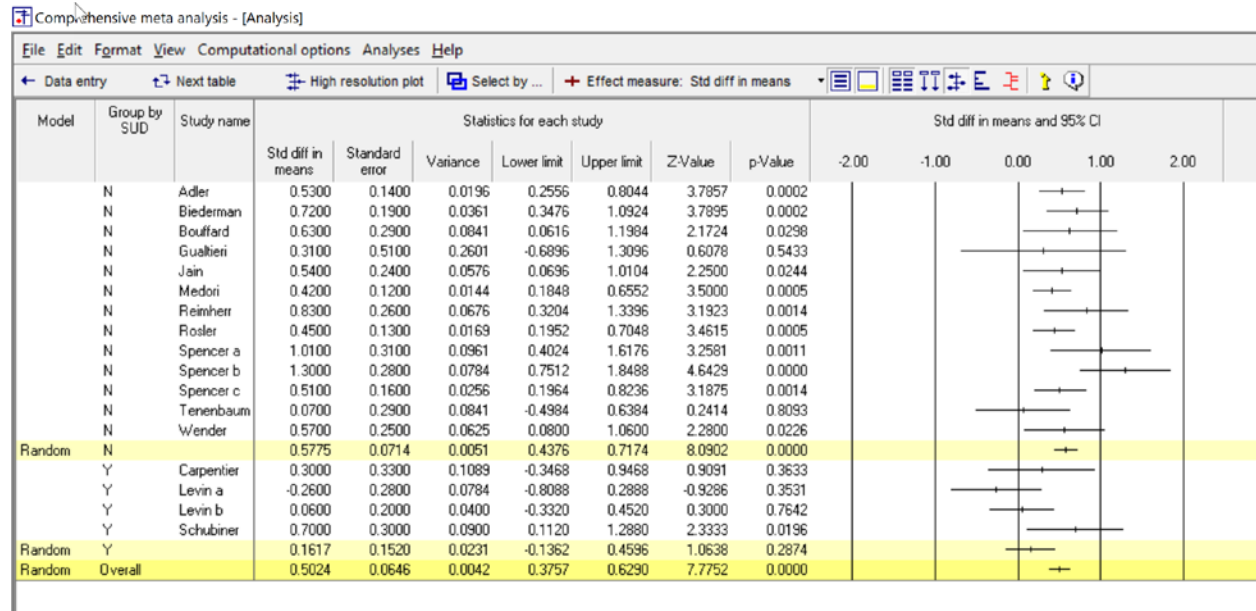 Comprehensive meta analysis - [Analysis]
File Edit Format View Computational options Analyses Help
← Data entry Next table High resolution plot Select by ... + Effect measure: Std diff in means
Model Group by SUD Study name Statistics for each study Std diff in means and 95% CI
Std diff in means Standard error Variance Lower limit Upper limit Z-Value p-Value -2.00 -1.00 0.00 1.00 2.00
N Adler 0.5300 0.1400 0.0196 0.2556 0.8044 3.7857 0.0002
N Biederman 0.7200 0.1900 0.0361 0.3476 1.0924 3.7895 0.0002
N Bouffard 0.6300 0.2900 0.0841 0.0616 1.1984 2.1724 0.0298
N Gualtieri 0.3100 0.5100 0.2601 -0.6896 1.3096 0.6078 0.5433
N Jain 0.5400 0.2400 0.0576 0.0696 1.0104 2.2500 0.0244
N Medori 0.4200 0.1200 0.0144 0.1848 0.6552 3.5000 0.0005
N Reimherr 0.8300 0.2600 0.0676 0.3204 1.3396 3.1923 0.0014
N Rosler 0.4500 0.1300 0.0169 0.1952 0.7048 3.4615 0.0005
N Spencer a 1.0100 0.3100 0.0961 0.4024 1.6176 3.2581 0.0011
N Spencer b 1.3000 0.2800 0.0784 0.7512 1.8488 4.6429 0.0000
N Spencer c 0.5100 0.1600 0.0256 0.1964 0.8236 3.1875 0.0014
N Tenenbaum 0.0700 0.2900 0.0841 -0.4984 0.6384 0.2414 0.8093
N Wender 0.5700 0.2500 0.0625 0.0800 1.0600 2.2800 0.0226
Random N 0.5775 0.0714 0.0051 0.4376 0.7174 8.0902 0.0000
Y Carpentier 0.3000 0.3300 0.1089 -0.3468 0.9468 0.9091 0.3633
Y Levin a -0.2600 0.2800 0.0784 -0.8088 0.2888 -0.9286 0.3531
Y Levin b 0.0600 0.2000 0.0400 -0.3320 0.4520 0.3000 0.7642
Y Schubiner 0.7000 0.3000 0.0900 0.1120 1.2880 2.3333 0.0196
Random Y 0.1617 0.1520 0.0231 -0.1362 0.4596 1.0638 0.2874
Random Overall 0.5024 0.0646 0.0042 0.3757 0.6290 7.7752 0.0000